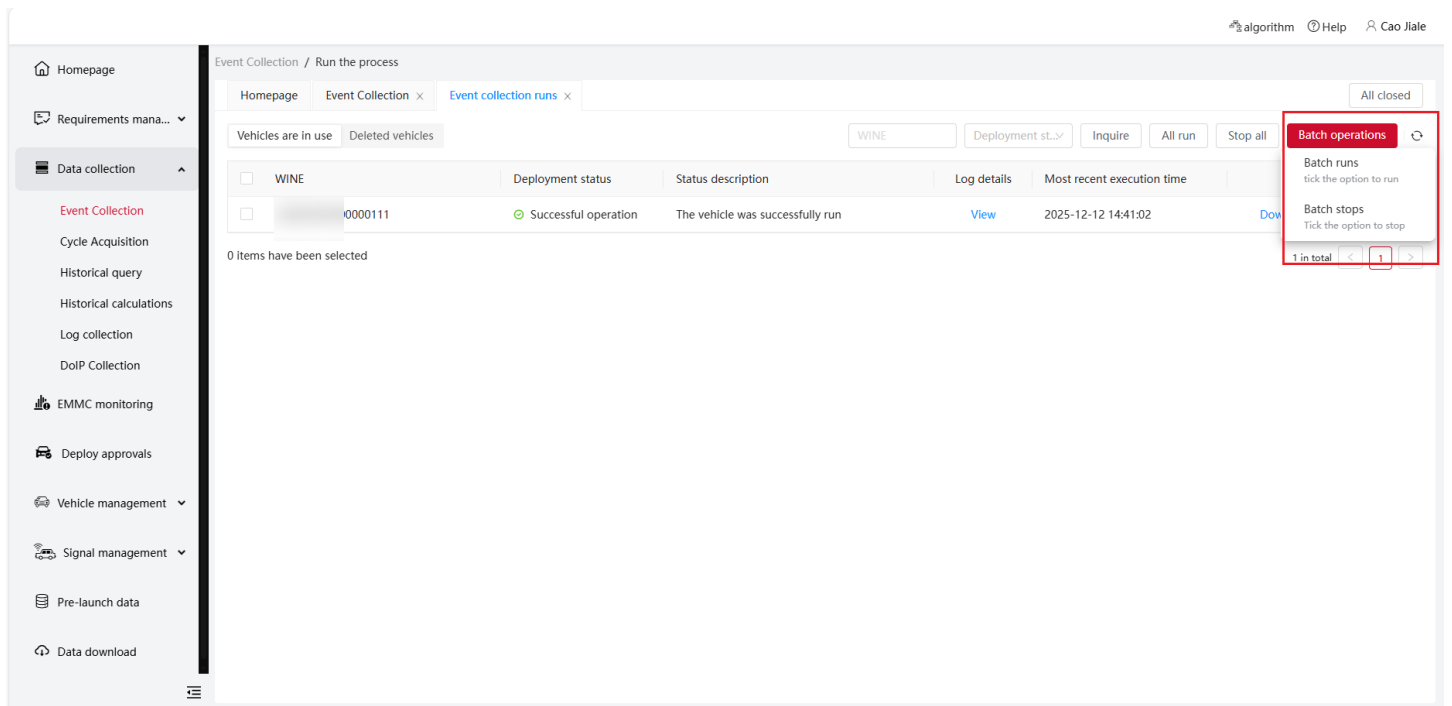 algorithm Help Cao Jiale
Homepage
Requirements mana...
Data collection
Event Collection
Cycle Acquisition
Historical query
Historical calculations
Log collection
DoIP Collection
EMMC monitoring
Deploy approvals
Vehicle management
Signal management
Pre-launch data
Data download
Event Collection / Run the process
Homepage Event Collection × Event collection runs × All closed
Vehicles are in use Deleted vehicles WINE Deployment st... Inquire All run Stop all Batch operations
Batch runs
tick the option to run
Batch stops
Tick the option to stop
WINE Deployment status Status description Log details Most recent execution time
0000111 Successful operation The vehicle was successfully run View 2025-12-12 14:41:02 Dow
0 items have been selected 1 in total < 1 >